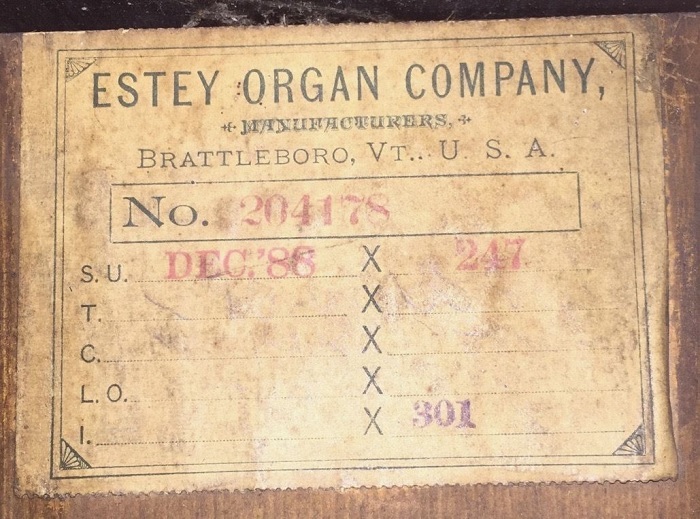 ESTEY ORGAN COMPANY,
MANUFACTURERS,
BRATTLEBORO, VT., U. S. A.
No. 204178
S.U. DEC.'88 X 247
T. X
C. X
L.O. X
I. X 301